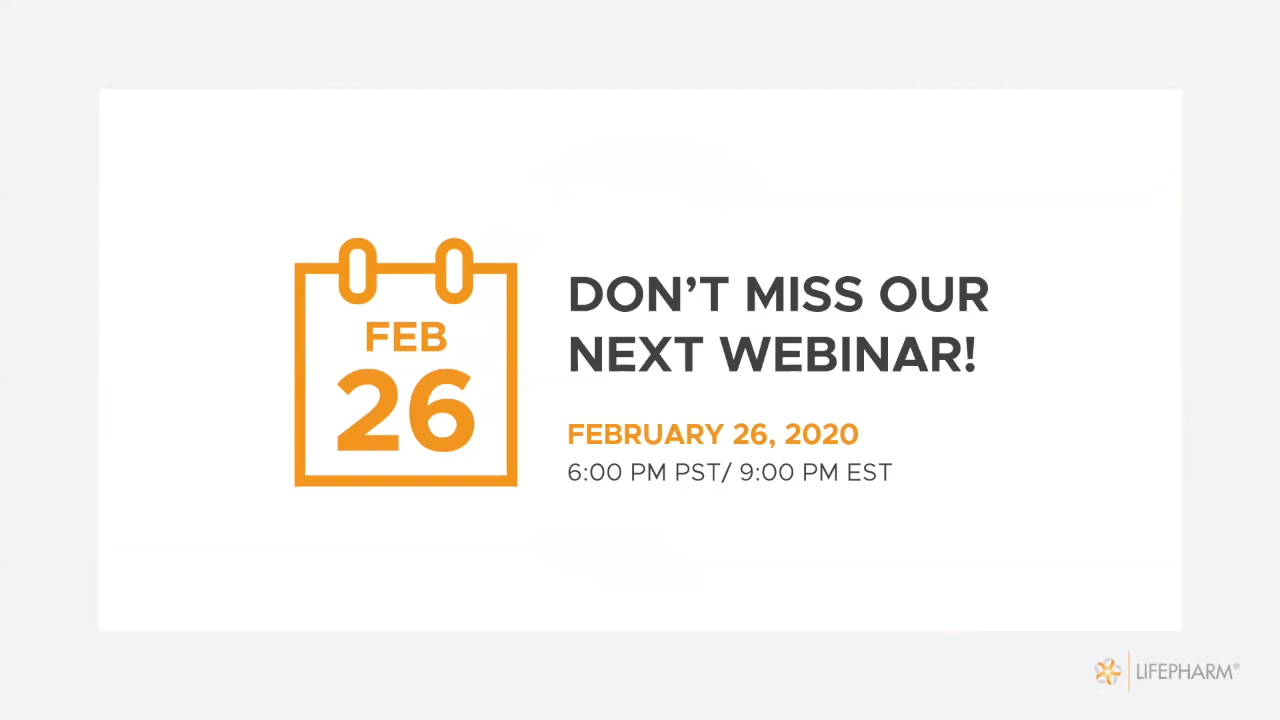 FEB
26
DON’T MISS OUR
NEXT WEBINAR!
FEBRUARY 26, 2020
6:00 PM PST/ 9:00 PM EST
LIFEPHARM®